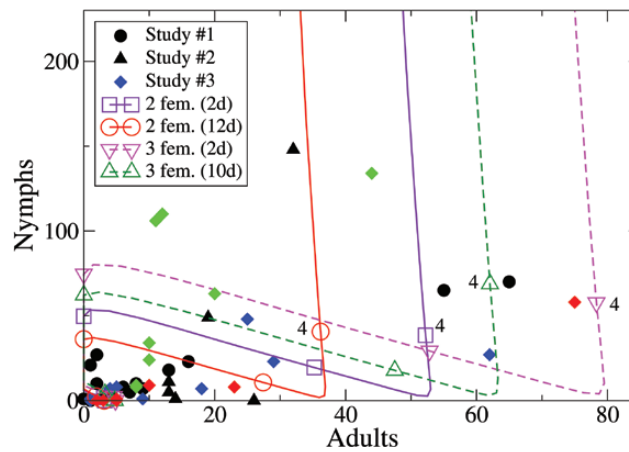 200
100
0
Nymphs
Study #1
Study #2
Study #3
2 fem. (2d)
2 fem. (12d)
3 fem. (2d)
3 fem. (10d)
4
4
4
4
0
20
40
60
80
Adults